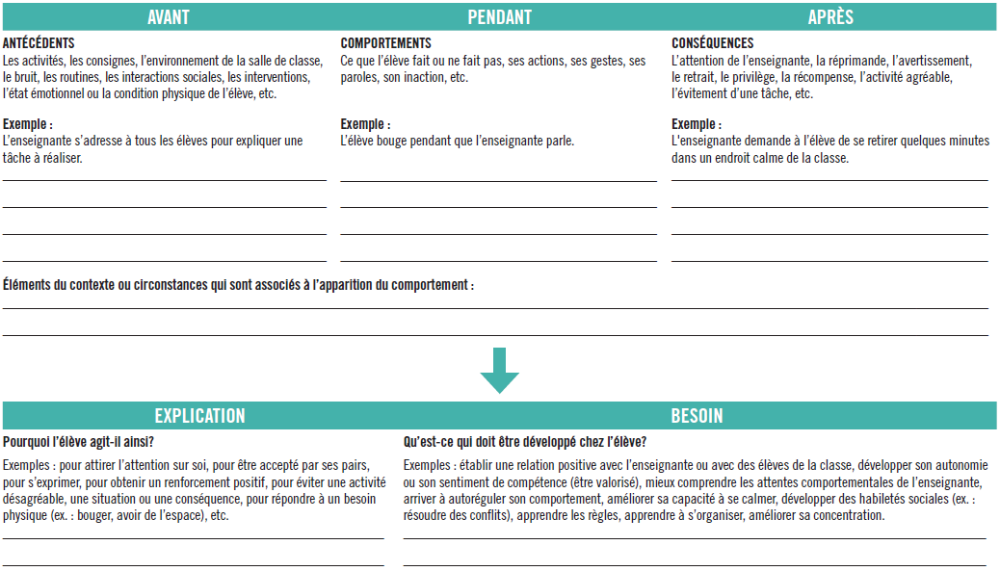 AVANT
ANTÉCÉDENTS
Les activités, les consignes, l'environnement de la salle de classe,
le bruit, les routines, les interactions sociales, les interventions,
l'état émotionnel ou la condition physique de l'élève, etc.
Exemple :
L'enseignante s'adresse à tous les élèves pour expliquer une
tâche à réaliser.
PENDANT
COMPORTEMENTS
Ce que l'élève fait ou ne fait pas, ses actions, ses gestes, ses
paroles, son inaction, etc.
Exemple :
L'élève bouge pendant que l'enseignante parle.
APRÈS
CONSÉQUENCES
L'attention de l'enseignante, la réprimande, l'avertissement,
le retrait, le privilège, la récompense, l'activité agréable,
l'évitement d'une tâche, etc.
Exemple :
L'enseignante demande à l'élève de se retirer quelques minutes
dans un endroit calme de la classe.
Éléments du contexte ou circonstances qui sont associés à l'apparition du comportement :
EXPLICATION
Pourquoi l'élève agit-il ainsi?
Exemples : pour attirer l'attention sur soi, pour être accepté par ses pairs,
pour s'exprimer, pour obtenir un renforcement positif, pour éviter une activité
désagréable, une situation ou une conséquence, pour répondre à un besoin
physique (ex. : bouger, avoir de l'espace), etc.
BESOIN
Qu'est-ce qui doit être développé chez l'élève?
Exemples : établir une relation positive avec l'enseignante ou avec des élèves de la classe, développer son autonomie
ou son sentiment de compétence (être valorisé), mieux comprendre les attentes comportementales de l'enseignante,
arriver à autoréguler son comportement, améliorer sa capacité à se calmer, développer des habiletés sociales (ex. :
résoudre des conflits), apprendre les règles, apprendre à s'organiser, améliorer sa concentration.